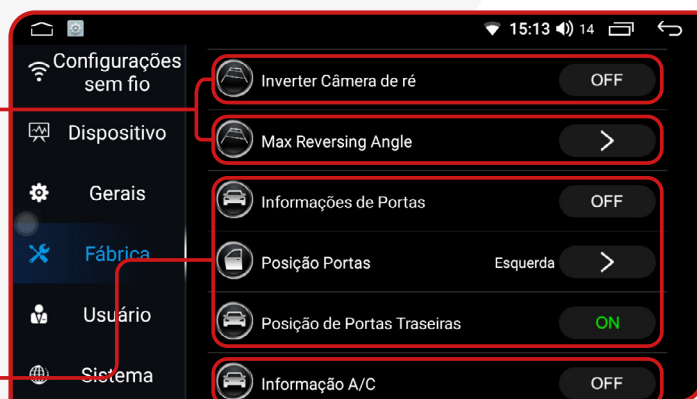 15:13 14
Configurações
sem fio
Dispositivo
Gerais
Fábrica
Usuário
Sistema
Inverter Câmera de ré OFF
Max Reversing Angle
Informações de Portas OFF
Posição Portas Esquerda
Posição de Portas Traseiras ON
Informação A/C OFF